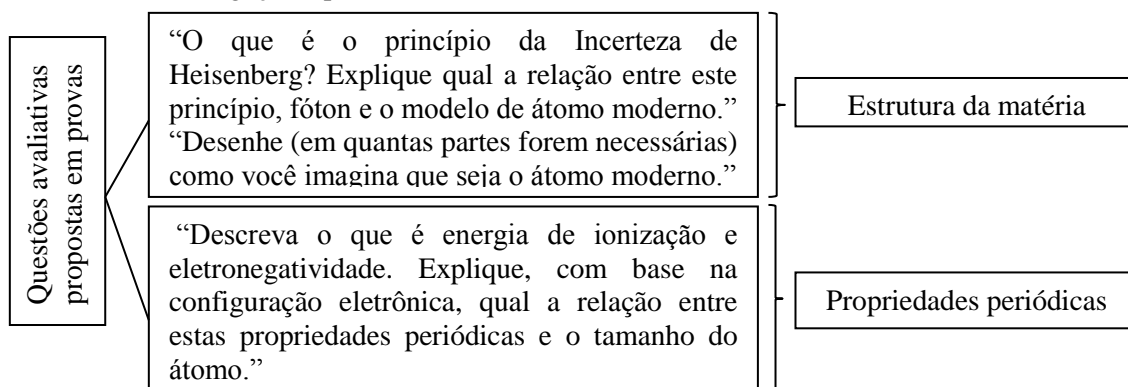 Questões avaliativas
propostas em provas
“O que é o princípio da Incerteza de
Heisenberg? Explique qual a relação entre este
princípio, fóton e o modelo de átomo moderno.”
“Desenhe (em quantas partes forem necessárias)
como você imagina que seja o átomo moderno.”
Estrutura da matéria
“Descreva o que é energia de ionização e
eletronegatividade. Explique, com base na
configuração eletrônica, qual a relação entre
estas propriedades periódicas e o tamanho do
átomo.”
Propriedades periódicas